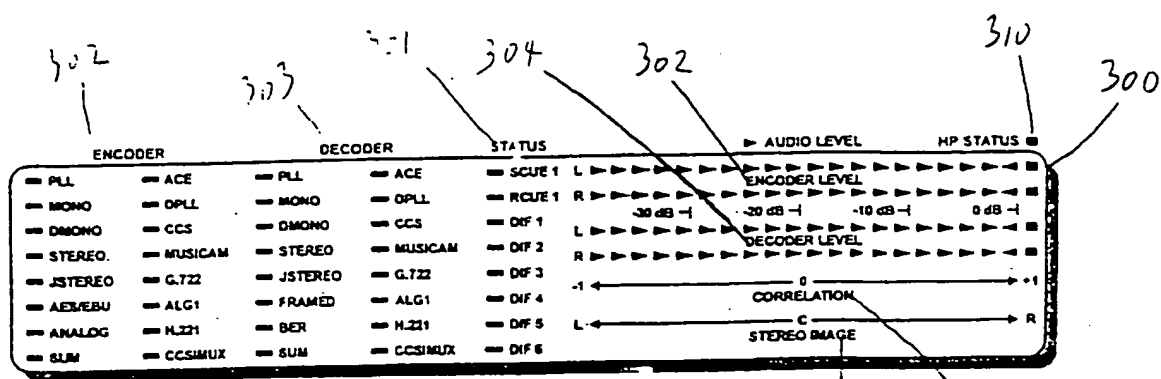 302 303 304 302 310 300
ENCODER DECODER STATUS ► AUDIO LEVEL HP STATUS
PLL ACE PLL ACE SCUE 1 L
ENCODER LEVEL
MONO DPLL MONO DPLL RCUE 1 R
-30 dB -20 dB -10 dB 0 dB
DMONO CCS DMONO CCS DIF 1 L
DECODER LEVEL
STEREO. MUSICAM STEREO MUSICAM DIF 2 R
JSTEREO G.722 JSTEREO G.722 DIF 3 -1 0 +1
CORRELATION
AES/EBU ALG1 FRAMED ALG1 DIF 4
ANALOG H.221 BER H.221 DIF 5 L C R
STEREO IMAGE
SUM CCSIMUX SUM CCSIMUX DIF 6